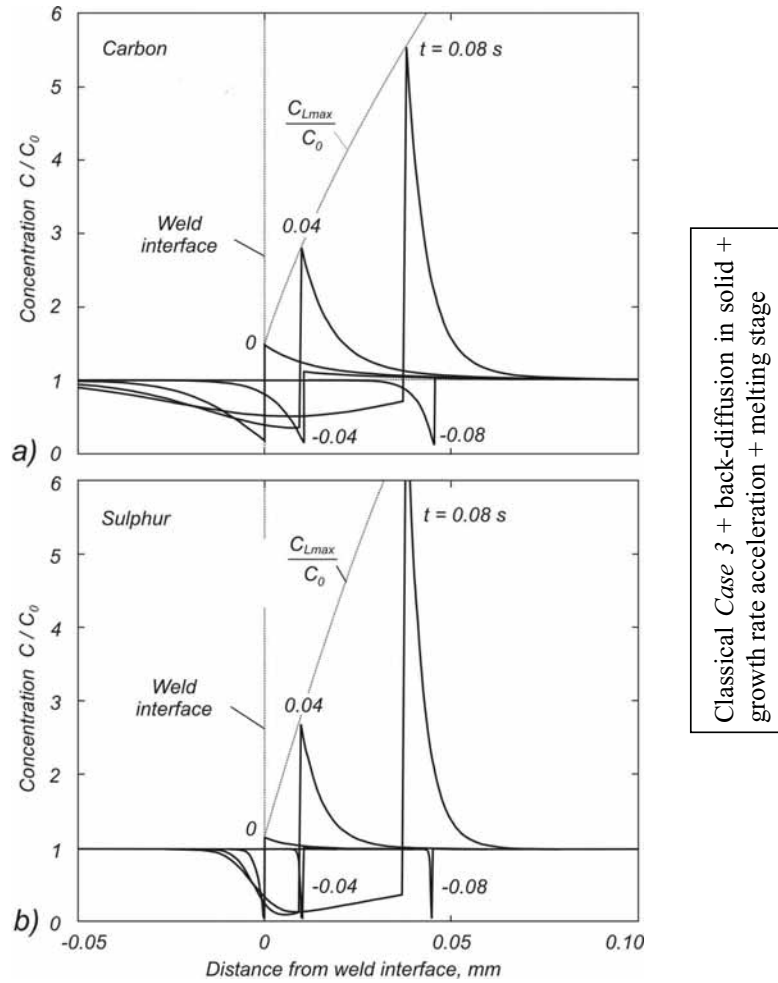 6
Carbon
t = 0.08 s
5
C_Lmax
C_0
4
Concentration C / C_0
Weld
interface
0.04
3
2
0
1
-0.04
-0.08
0
a)
6
Sulphur
t = 0.08 s
5
C_Lmax
C_0
4
Concentration C / C_0
Weld
interface
0.04
3
2
0
1
-0.04
-0.08
0
b)
-0.05
0
0.05
0.10
Distance from weld interface, mm
Classical Case 3 + back-diffusion in solid +
growth rate acceleration + melting stage